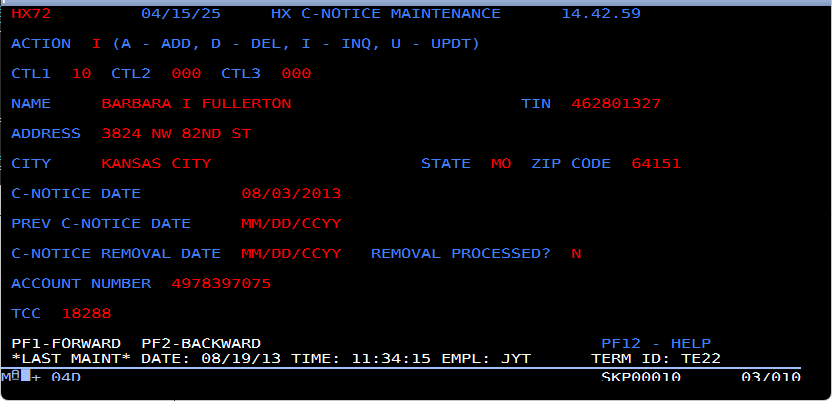 HX72 04/15/25 HX C-NOTICE MAINTENANCE 14.42.59
ACTION I (A - ADD, D - DEL, I - INQ, U - UPDT)
CTL1 10 CTL2 000 CTL3 000
NAME BARBARA I FULLERTON TIN 462801327
ADDRESS 3824 NW 82ND ST
CITY KANSAS CITY STATE MO ZIP CODE 64151
C-NOTICE DATE 08/03/2013
PREV C-NOTICE DATE MM/DD/CCYY
C-NOTICE REMOVAL DATE MM/DD/CCYY REMOVAL PROCESSED? N
ACCOUNT NUMBER 4978397075
TCC 18288
PF1-FORWARD PF2-BACKWARD PF12 - HELP
*LAST MAINT* DATE: 08/19/13 TIME: 11:34:15 EMPL: JYT TERM ID: TE22
+ 04D SKP00010 03/010